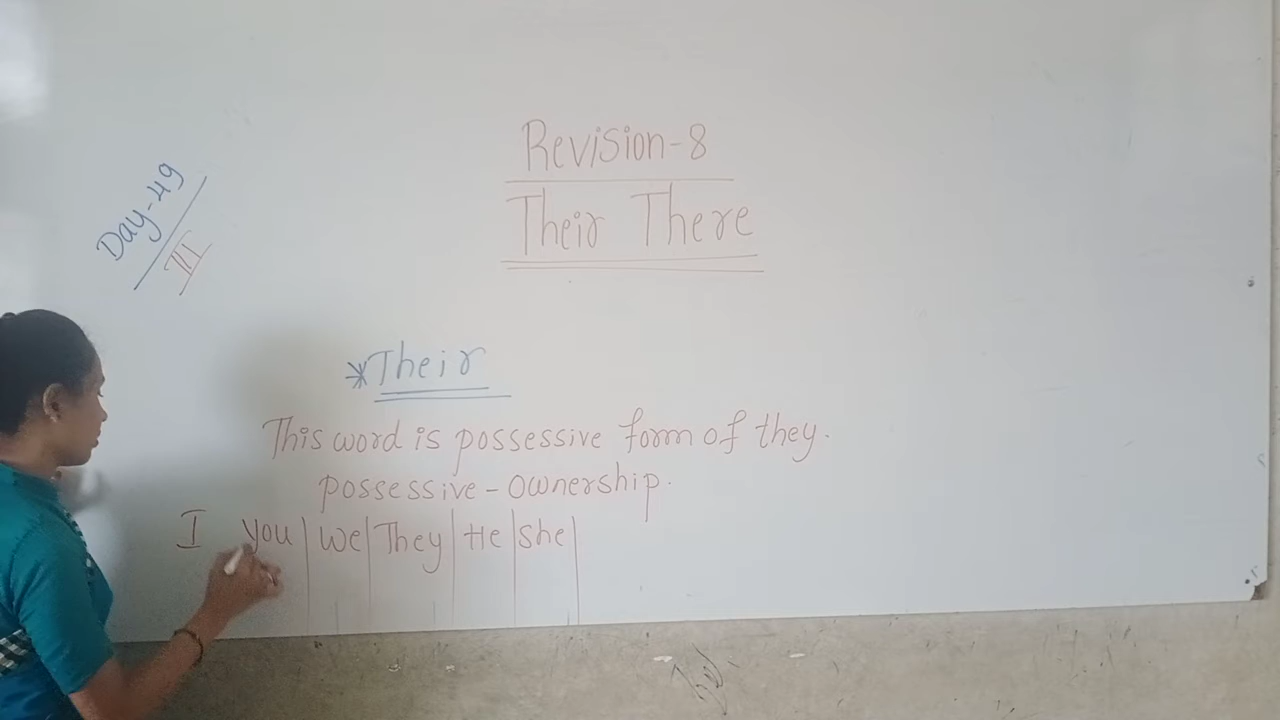 Revision-8
Their There
Day-49
III
*Their
This word is possessive form of they.
possessive - ownership.
I you We They He She